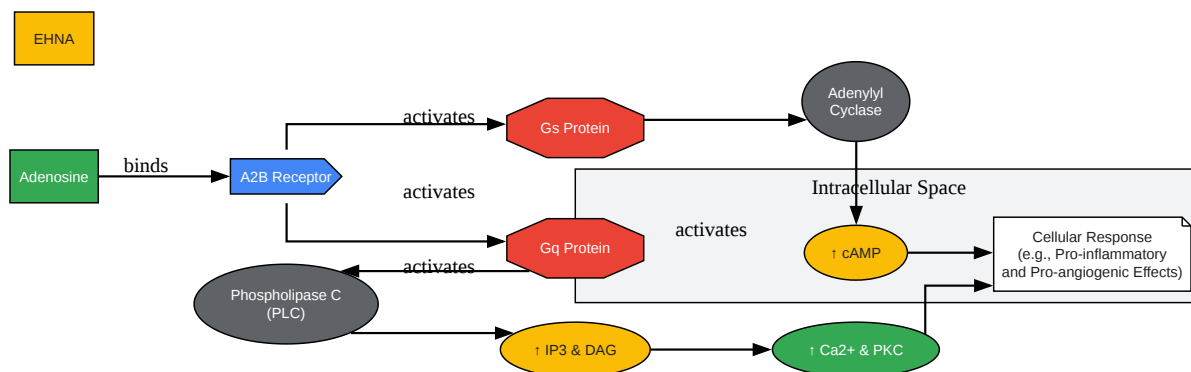 EHNA
Adenylyl
Cyclase
activates
Gs Protein
binds
Adenosine
A2B Receptor
activates
Intracellular Space
activates
Gq Protein
↑ cAMP
Cellular Response
(e.g., Pro-inflammatory
and Pro-angiogenic Effects)
activates
Phospholipase C
(PLC)
↑ IP3 & DAG
↑ Ca2+ & PKC